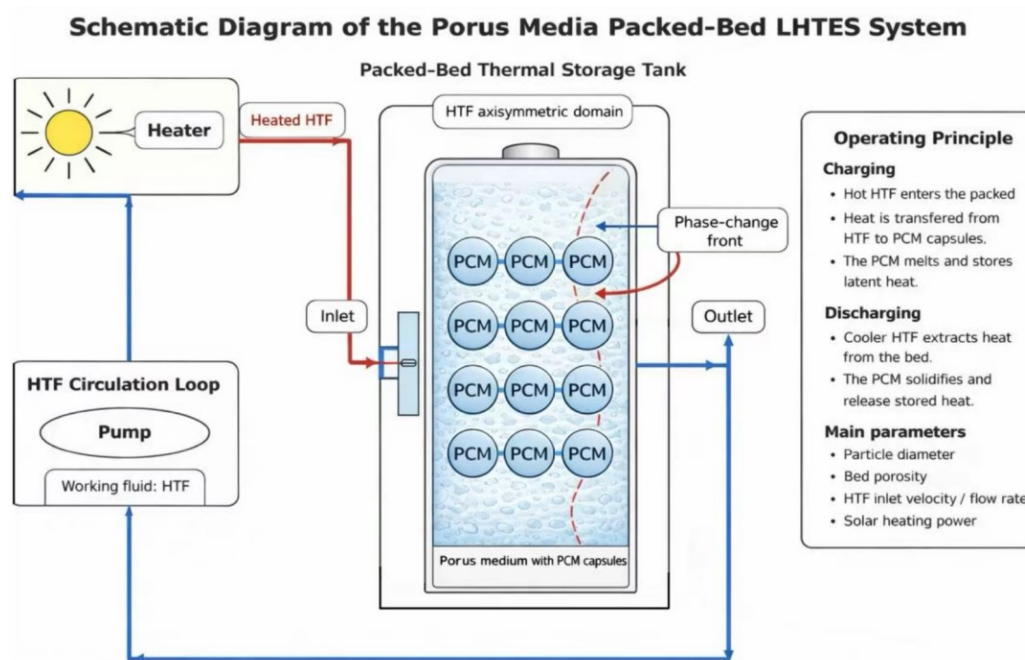 Schematic Diagram of the Porus Media Packed-Bed LHTES System
Packed-Bed Thermal Storage Tank
Heater
Heated HTF
HTF axisymmetric domain
Phase-change
front
PCM PCM PCM
PCM PCM PCM
PCM PCM PCM
PCM PCM PCM
Inlet
Outlet
HTF Circulation Loop
Pump
Working fluid: HTF
Porus medium with PCM capsules
Operating Principle
Charging
• Hot HTF enters the packed
• Heat is transfered from
HTF to PCM capsules.
• The PCM melts and stores
latent heat.
Discharging
• Cooler HTF extracts heat
from the bed.
• The PCM solidifies and
release stored heat.
Main parameters
• Particle diameter
• Bed porosity
• HTF inlet velocity / flow rate
• Solar heating power